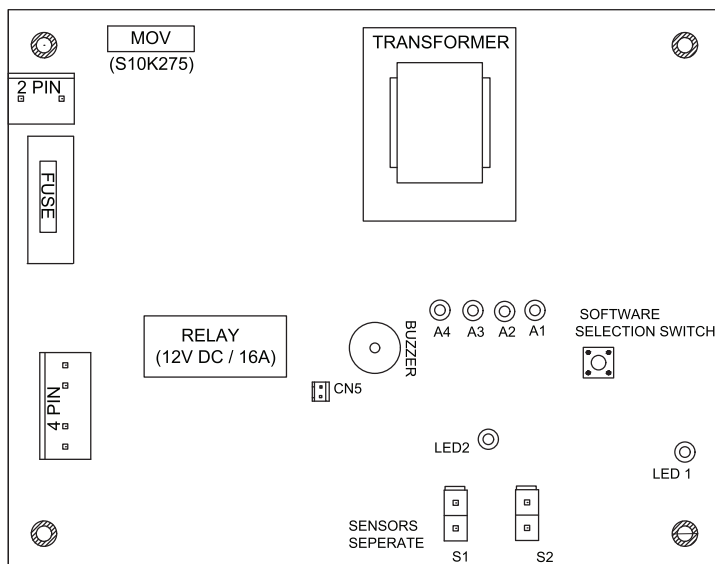 MOV
(S10K275)
TRANSFORMER
2 PIN
FUSE
RELAY
(12V DC / 16A)
BUZZER
A4
A3
A2
A1
SOFTWARE
SELECTION SWITCH
CN5
4 PIN
LED2
LED 1
SENSORS
SEPERATE
S1
S2